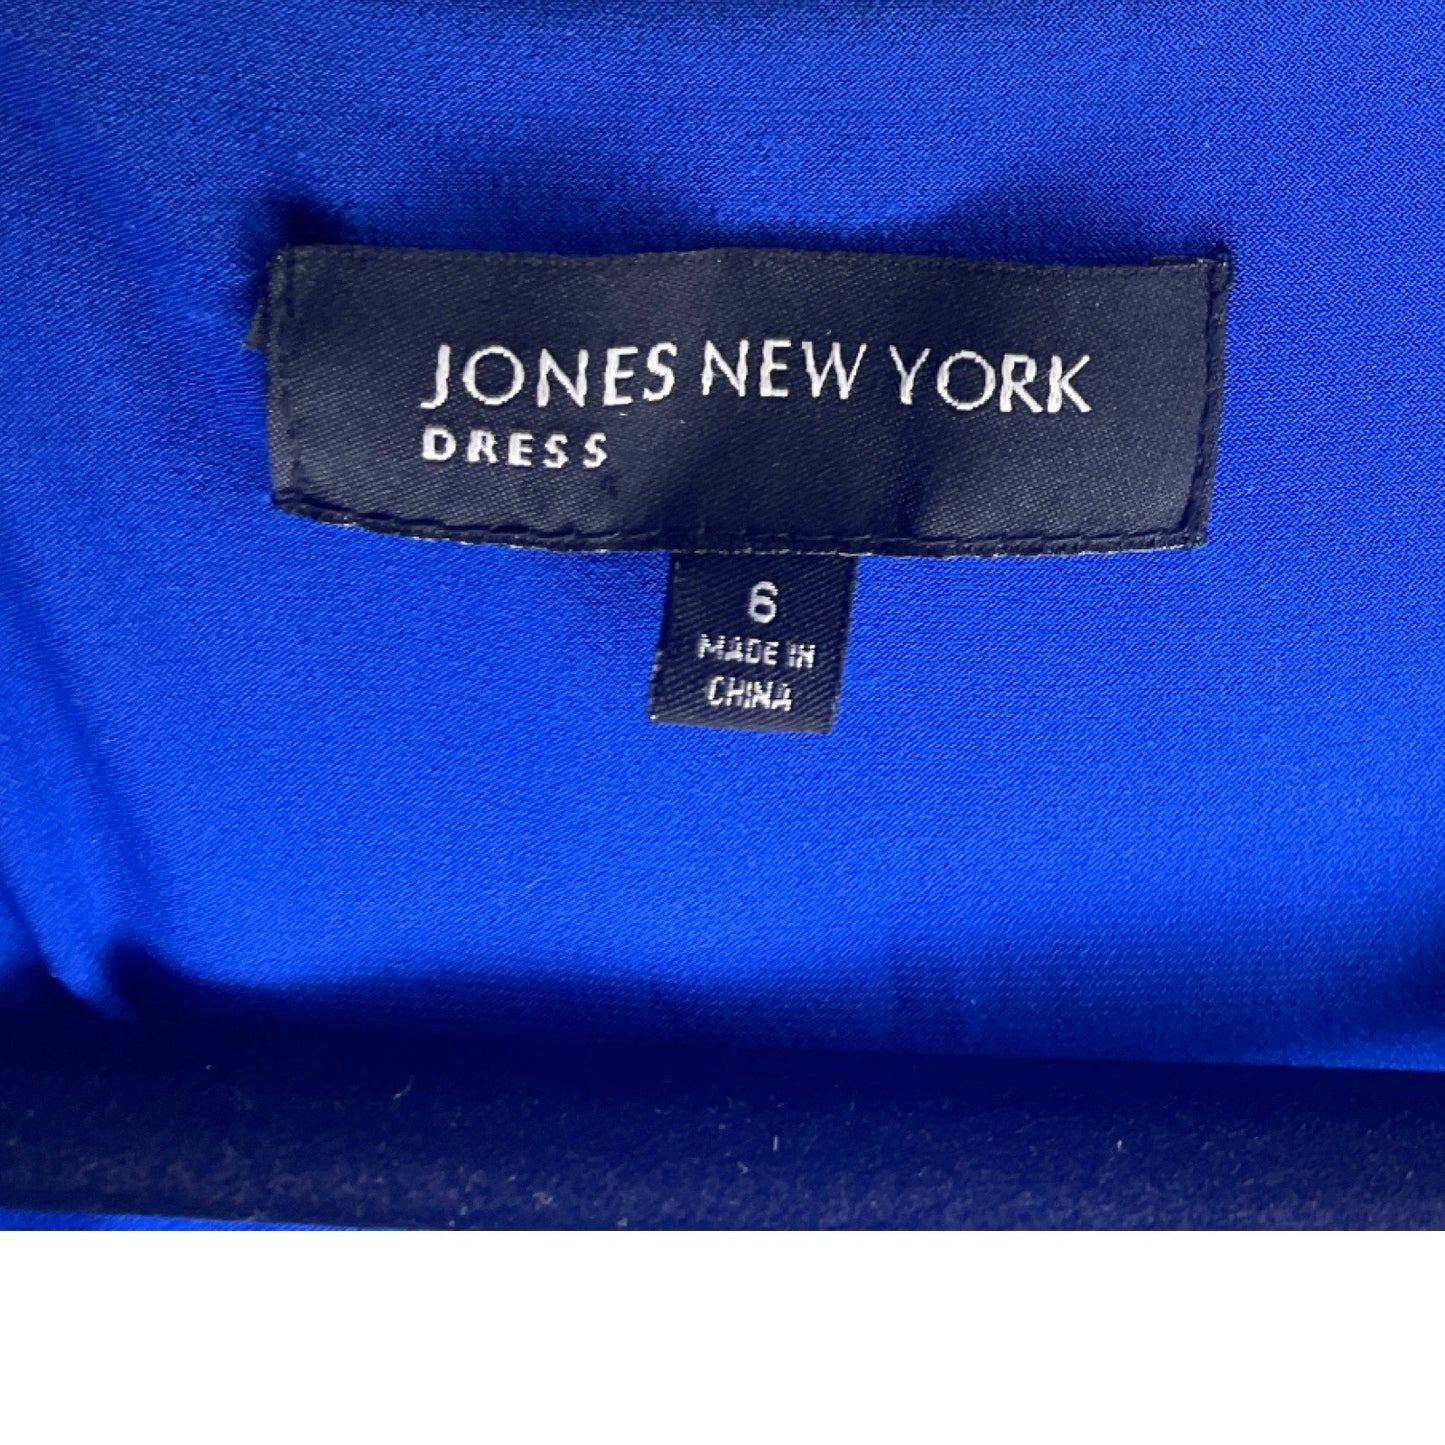 JONES NEW YORK
DRESS
6
MADE IN
CHINA